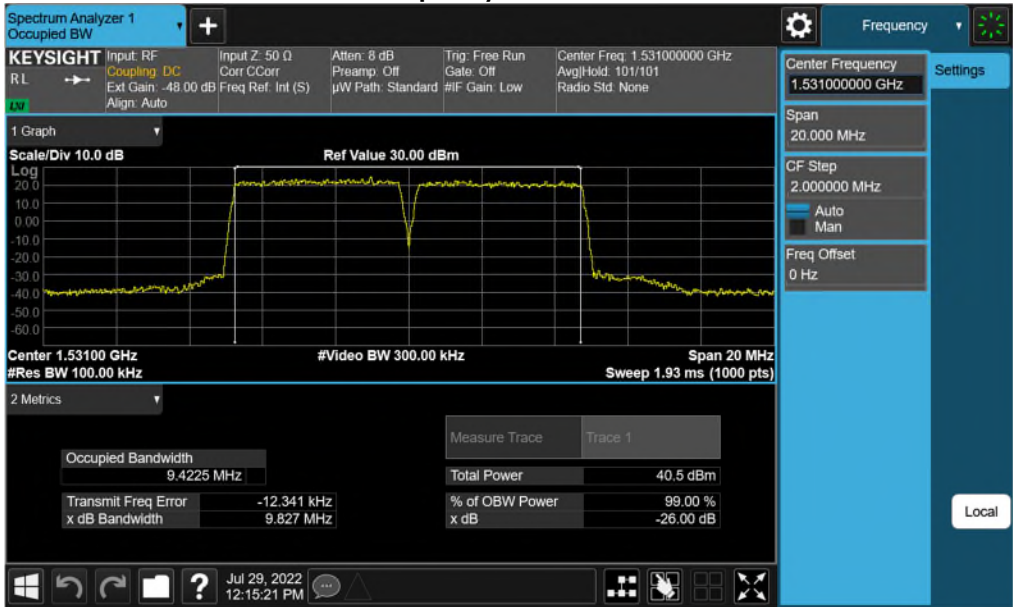 Spectrum Analyzer 1
Occupied BW
+
Frequency
KEYSIGHT
RL
LXI
Input: RF
Coupling: DC
Ext Gain: -48.00 dB
Align: Auto
Input Z: 50 Ω
Corr CCorr
Freq Ref: Int (S)
Atten: 8 dB
Preamp: Off
µW Path: Standard
Trig: Free Run
Gate: Off
#IF Gain: Low
Center Freq: 1.531000000 GHz
Avg|Hold: 101/101
Radio Std: None
Center Frequency
1.531000000 GHz
Settings
Span
20.000 MHz
CF Step
2.000000 MHz
Auto
Man
Freq Offset
0 Hz
1 Graph
Scale/Div 10.0 dB
Ref Value 30.00 dBm
Log
20.0
10.0
0.00
-10.0
-20.0
-30.0
-40.0
-50.0
-60.0
Center 1.53100 GHz
#Video BW 300.00 kHz
Span 20 MHz
#Res BW 100.00 kHz
Sweep 1.93 ms (1000 pts)
2 Metrics
Measure Trace
Trace 1
Occupied Bandwidth
9.4225 MHz
Total Power
40.5 dBm
Transmit Freq Error
-12.341 kHz
% of OBW Power
99.00 %
x dB Bandwidth
9.827 MHz
x dB
-26.00 dB
Local
?
Jul 29, 2022
12:15:21 PM